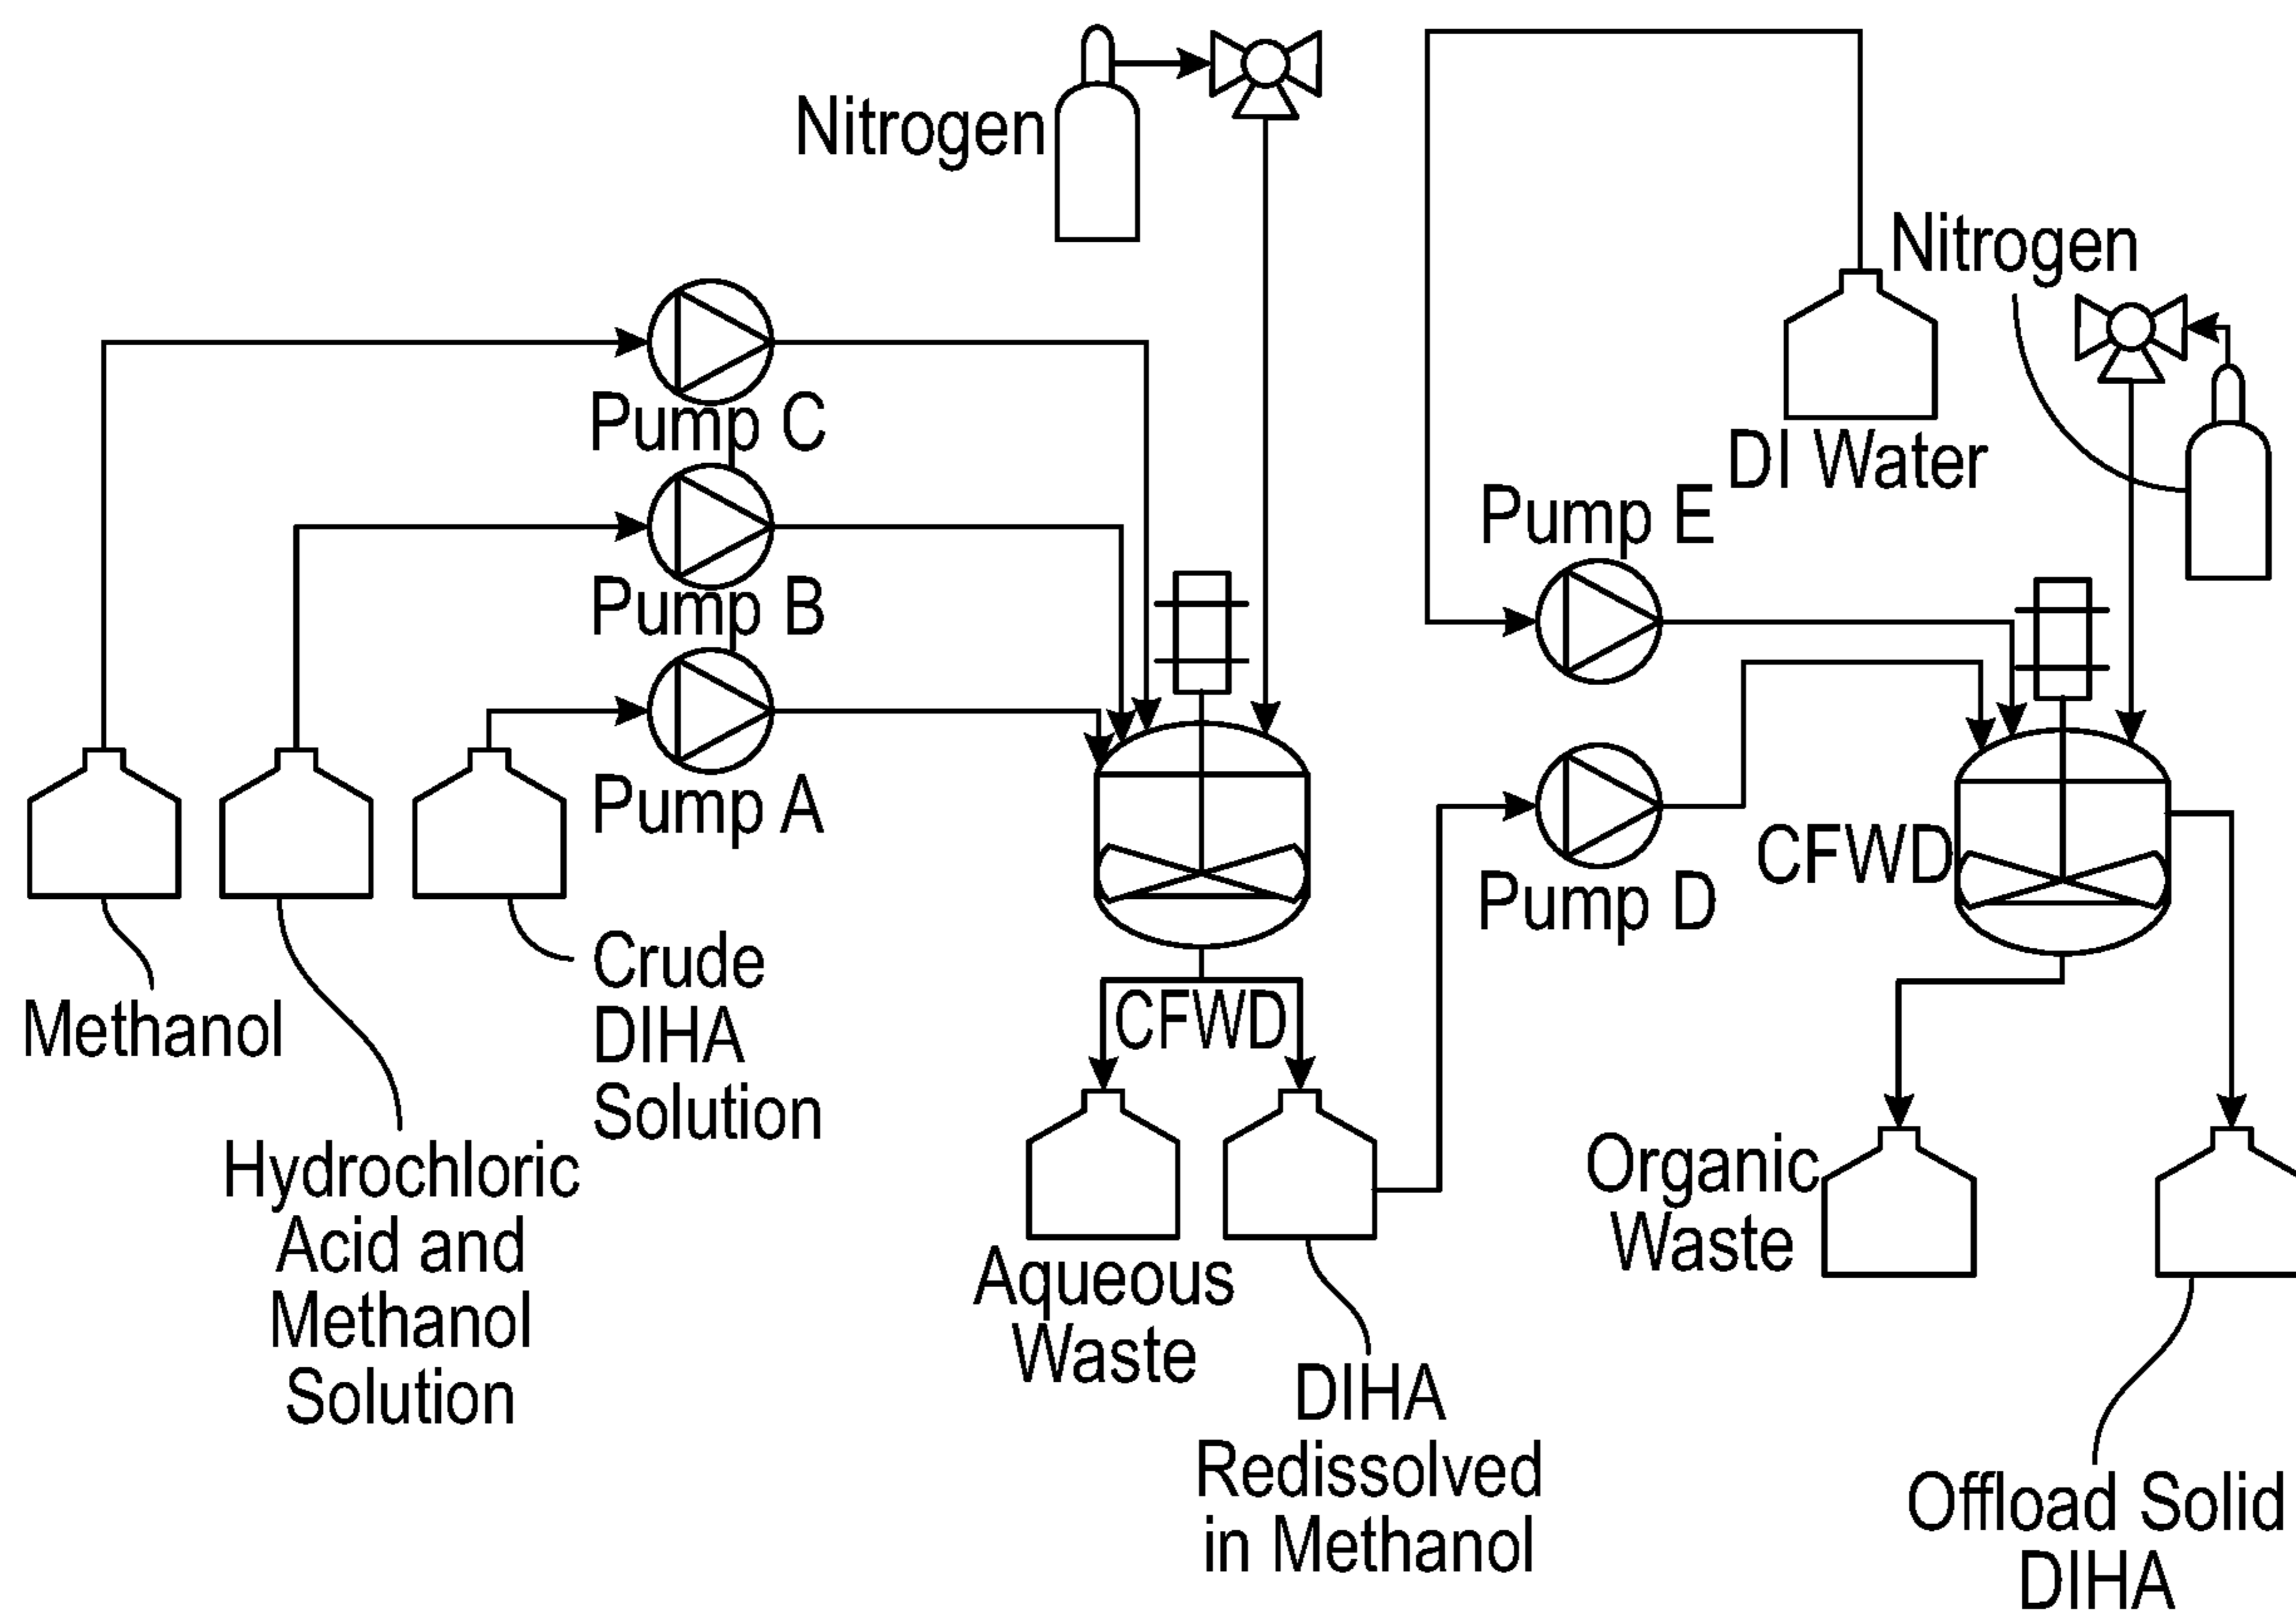 Nitrogen
Nitrogen
Pump C
DI Water
Pump E
Pump B
Pump A
CFWD
Pump D
Crude
DIHA
Solution
Methanol
CFWD
Hydrochloric
Acid and
Methanol
Solution
Organic
Waste
Aqueous
Waste
DIHA
Redissolved
in Methanol
Offload Solid
DIHA